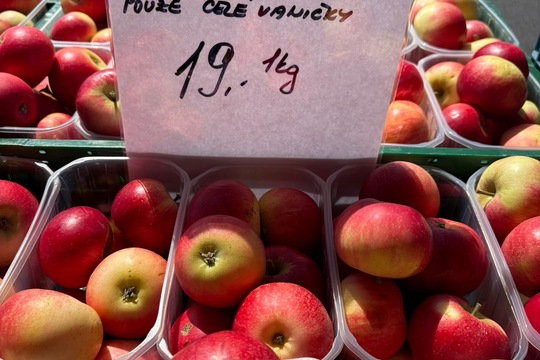 POUZE CELÉ VANIČKY
19,- 1kg